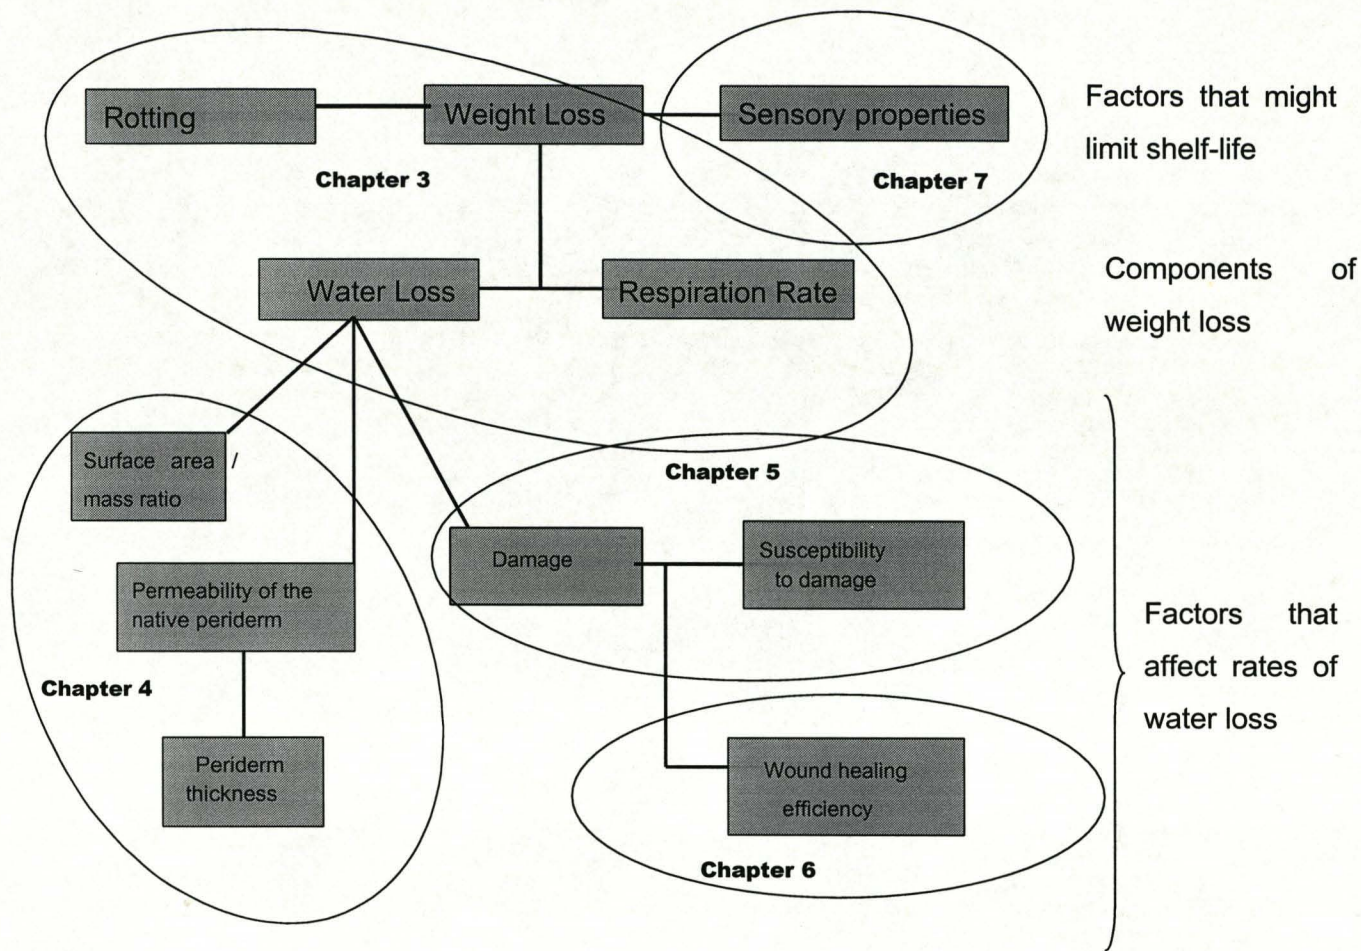 Rotting
Weight Loss
Sensory properties
Factors that might
limit shelf-life
Chapter 3
Chapter 7
Water Loss
Respiration Rate
Components of
weight loss
Surface area /
mass ratio
Chapter 5
Damage
Susceptibility
to damage
Permeability of the
native periderm
Factors that
affect rates of
water loss
Chapter 4
Periderm
thickness
Wound healing
efficiency
Chapter 6